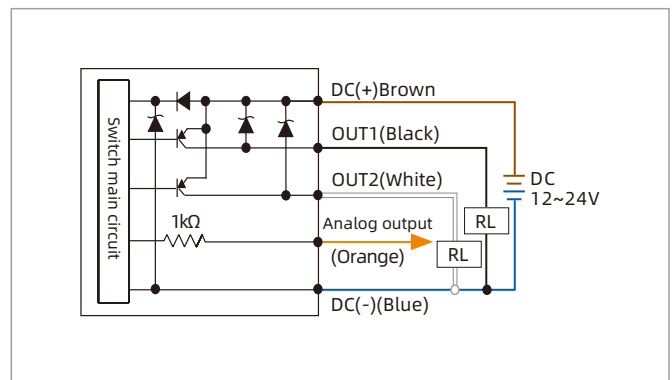 Switch main circuit
DC(+)Brown
OUT1(Black)
OUT2(White)
1kΩ
Analog output
(Orange)
DC(-)(Blue)
RL
RL
DC
12~24V